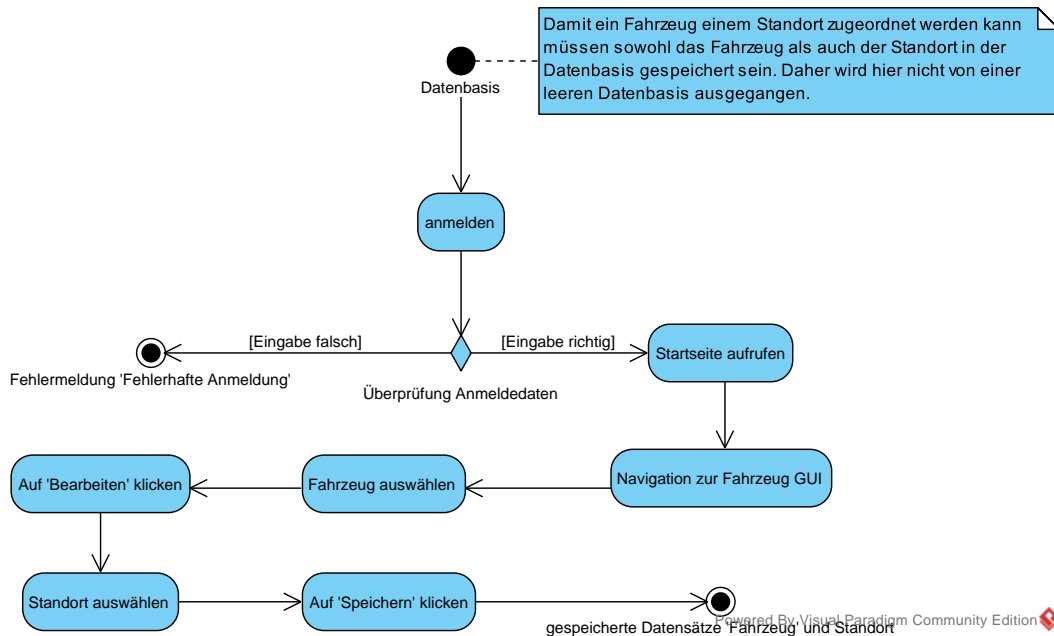 Damit ein Fahrzeug einem Standort zugeordnet werden kann
müssen sowohl das Fahrzeug als auch der Standort in der
Datenbasis gespeichert sein. Daher wird hier nicht von einer
leeren Datenbasis ausgegangen.
Datenbasis
anmelden
[Eingabe falsch]
[Eingabe richtig]
Startseite aufrufen
Fehlermeldung 'Fehlerhafte Anmeldung'
Überprüfung Anmeldedaten
Navigation zur Fahrzeug GUI
Fahrzeug auswählen
Auf 'Bearbeiten' klicken
Standort auswählen
Auf 'Speichern' klicken
gespeicherte Datensätze 'Fahrzeug' und Standort
Powered By Visual Paradigm Community Edition